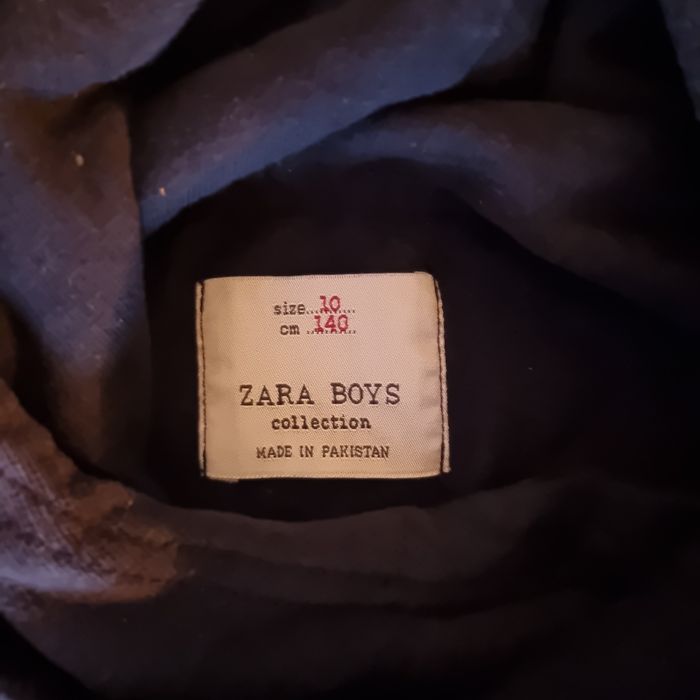 size..10...
cm ..140..
ZARA BOYS
collection
MADE IN PAKISTAN